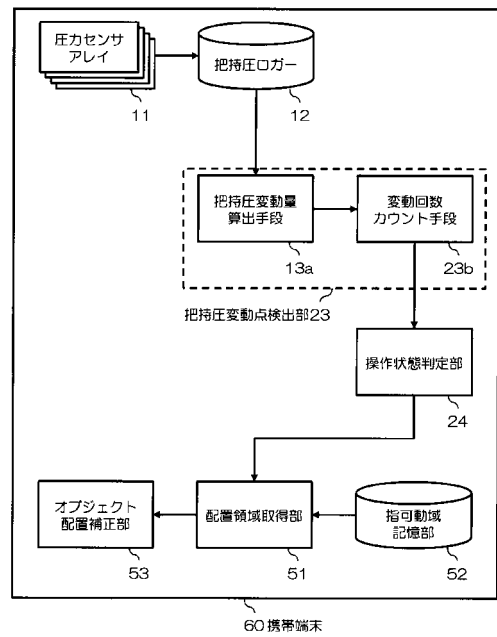 圧力センサ
アレイ
11
把持圧ロガー
12
把持圧変動量
算出手段
13a
変動回数
カウント手段
23b
把持圧変動点検出部23
操作状態判定部
24
オブジェクト
配置補正部
53
配置領域取得部
51
指可動域
記憶部
52
60 携帯端末